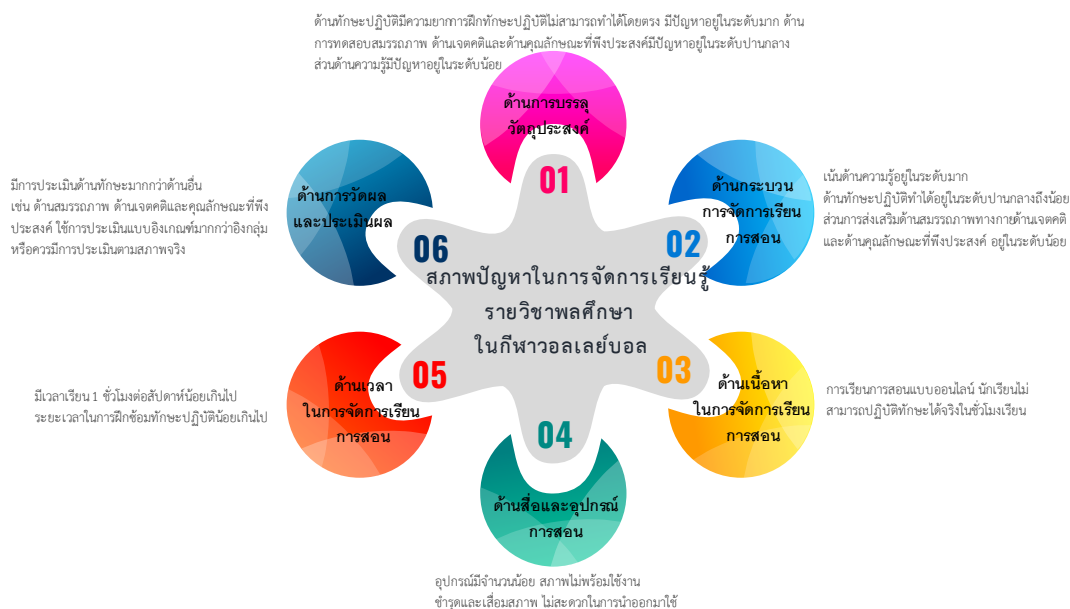 ด้านทักษะปฏิบัติมีความยากการฝึกทักษะปฏิบัติไม่สามารถทำได้โดยตรง มีปัญหาอยู่ในระดับมาก ด้าน
การทดสอบสมรรถภาพ ด้านเจตคติและด้านคุณลักษณะที่พึงประสงค์มีปัญหาอยู่ในระดับปานกลาง
ส่วนด้านความรู้มีปัญหาอยู่ในระดับน้อย
ด้านการบรรลุ
วัตถุประสงค์
01
ด้านกระบวน
การจัดการเรียน
การสอน
02
เน้นด้านความรู้อยู่ในระดับมาก
ด้านทักษะปฏิบัติทำได้อยู่ในระดับปานกลางถึงน้อย
ส่วนการส่งเสริมด้านสมรรถภาพทางกายด้านเจตคติ
และด้านคุณลักษณะที่พึงประสงค์ อยู่ในระดับน้อย
มีการประเมินด้านทักษะมากกว่าด้านอื่น
เช่น ด้านสมรรถภาพ ด้านเจตคติและคุณลักษณะที่พึง
ประสงค์ ใช้การประเมินแบบอิงเกณฑ์มากกว่าอิงกลุ่ม
หรือควรมีการประเมินตามสภาพจริง
ด้านการวัดผล
และประเมินผล
06
สภาพปัญหาในการจัดการเรียนรู้
รายวิชาพลศึกษา
ในกีฬาวอลเลย์บอล
03
ด้านเนื้อหา
ในการจัดการเรียน
การสอน
การเรียนการสอนแบบออนไลน์ นักเรียนไม่
สามารถปฏิบัติทักษะได้จริงในชั่วโมงเรียน
มีเวลาเรียน 1 ชั่วโมงต่อสัปดาห์น้อยเกินไป
ระยะเวลาในการฝึกซ้อมทักษะปฏิบัติน้อยเกินไป
ด้านเวลา
ในการจัดการเรียน
การสอน
05
04
ด้านสื่อและอุปกรณ์
การสอน
อุปกรณ์มีจำนวนน้อย สภาพไม่พร้อมใช้งาน
ชำรุดและเสื่อมสภาพ ไม่สะดวกในการนำออกมาใช้